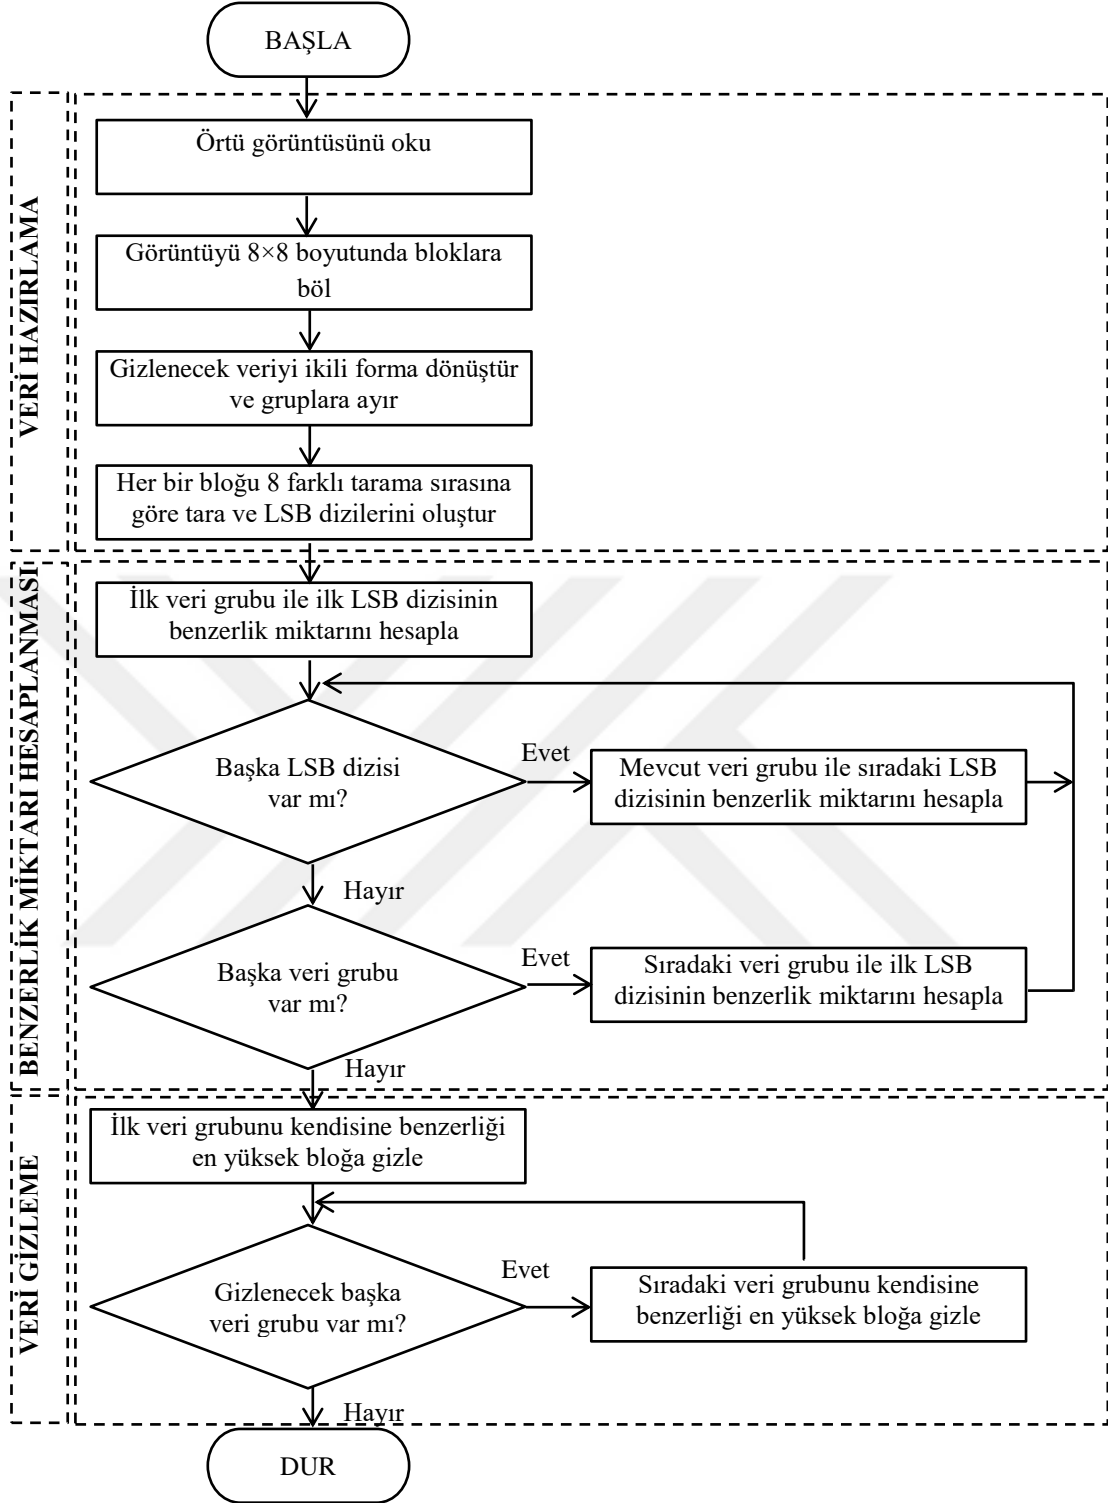 BAŞLA
VERİ HAZIRLAMA
Örtü görüntüsünü oku
Görüntüyü 8×8 boyutunda bloklara
böl
Gizlenecek veriyi ikili forma dönüştür
ve gruplara ayır
Her bir bloğu 8 farklı tarama sırasına
göre tara ve LSB dizilerini oluştur
BENZERLİK MİKTARI HESAPLANMASI
İlk veri grubu ile ilk LSB dizisinin
benzerlik miktarını hesapla
Başka LSB dizisi
var mı?
Evet
Mevcut veri grubu ile sıradaki LSB
dizisinin benzerlik miktarını hesapla
Hayır
Başka veri grubu
var mı?
Evet
Sıradaki veri grubu ile ilk LSB
dizisinin benzerlik miktarını hesapla
Hayır
VERİ GİZLEME
İlk veri grubunu kendisine benzerliği
en yüksek bloğa gizle
Gizlenecek başka
veri grubu var mı?
Evet
Sıradaki veri grubunu kendisine
benzerliği en yüksek bloğa gizle
Hayır
DUR